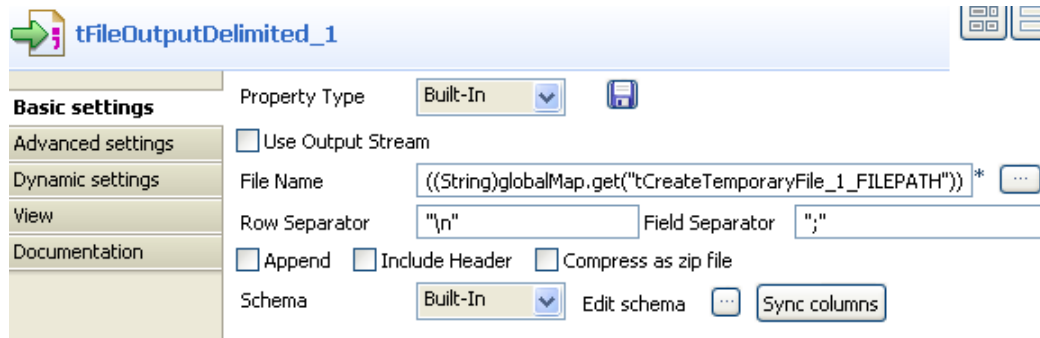 tFileOutputDelimited_1
Basic settings
Advanced settings
Dynamic settings
View
Documentation
Property Type Built-In
Use Output Stream
File Name ((String)globalMap.get("tCreateTemporaryFile_1_FILEPATH")) * ...
Row Separator "\n" Field Separator ";"
Append Include Header Compress as zip file
Schema Built-In Edit schema ... Sync columns